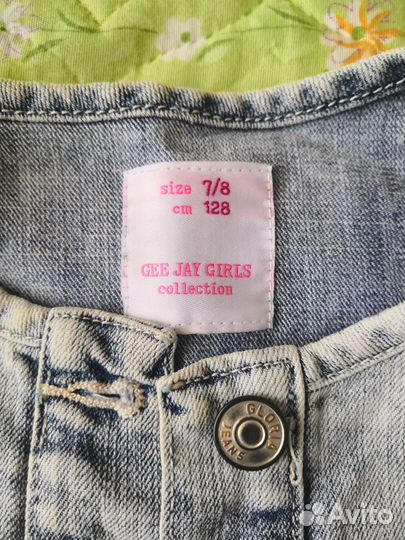 size 7/8
cm 128
GEE JAY GIRLS
collection
GLORIA
JEANS
Avito